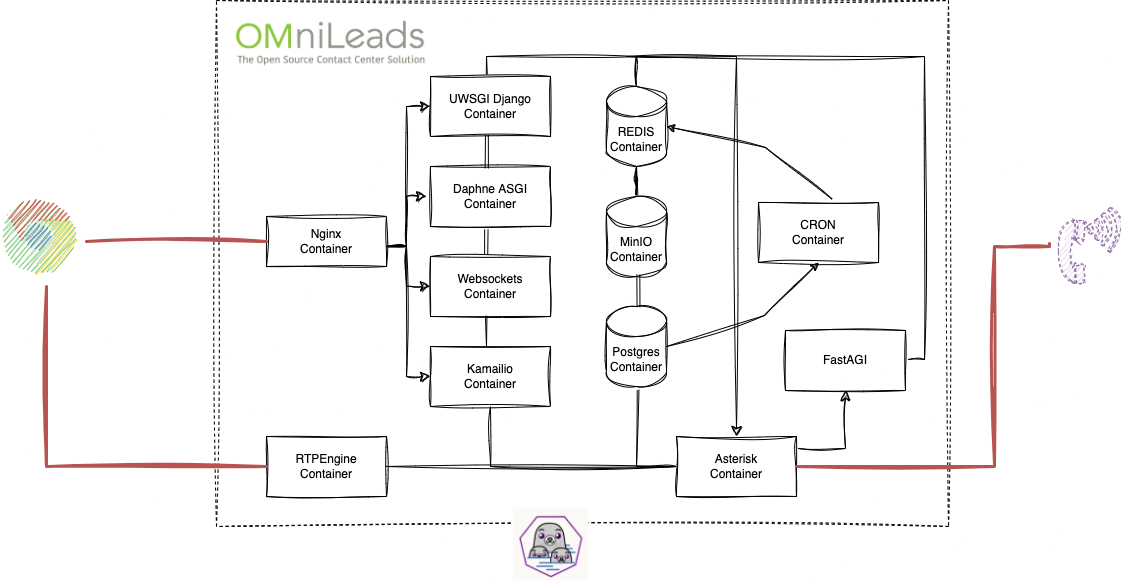 OMniLeads
The Open Source Contact Center Solution
UWSGI Django
Container
REDIS
Container
Daphne ASGI
Container
Nginx
Container
MinIO
Container
CRON
Container
Websockets
Container
Postgres
Container
FastAGI
Kamailio
Container
RTPEngine
Container
Asterisk
Container